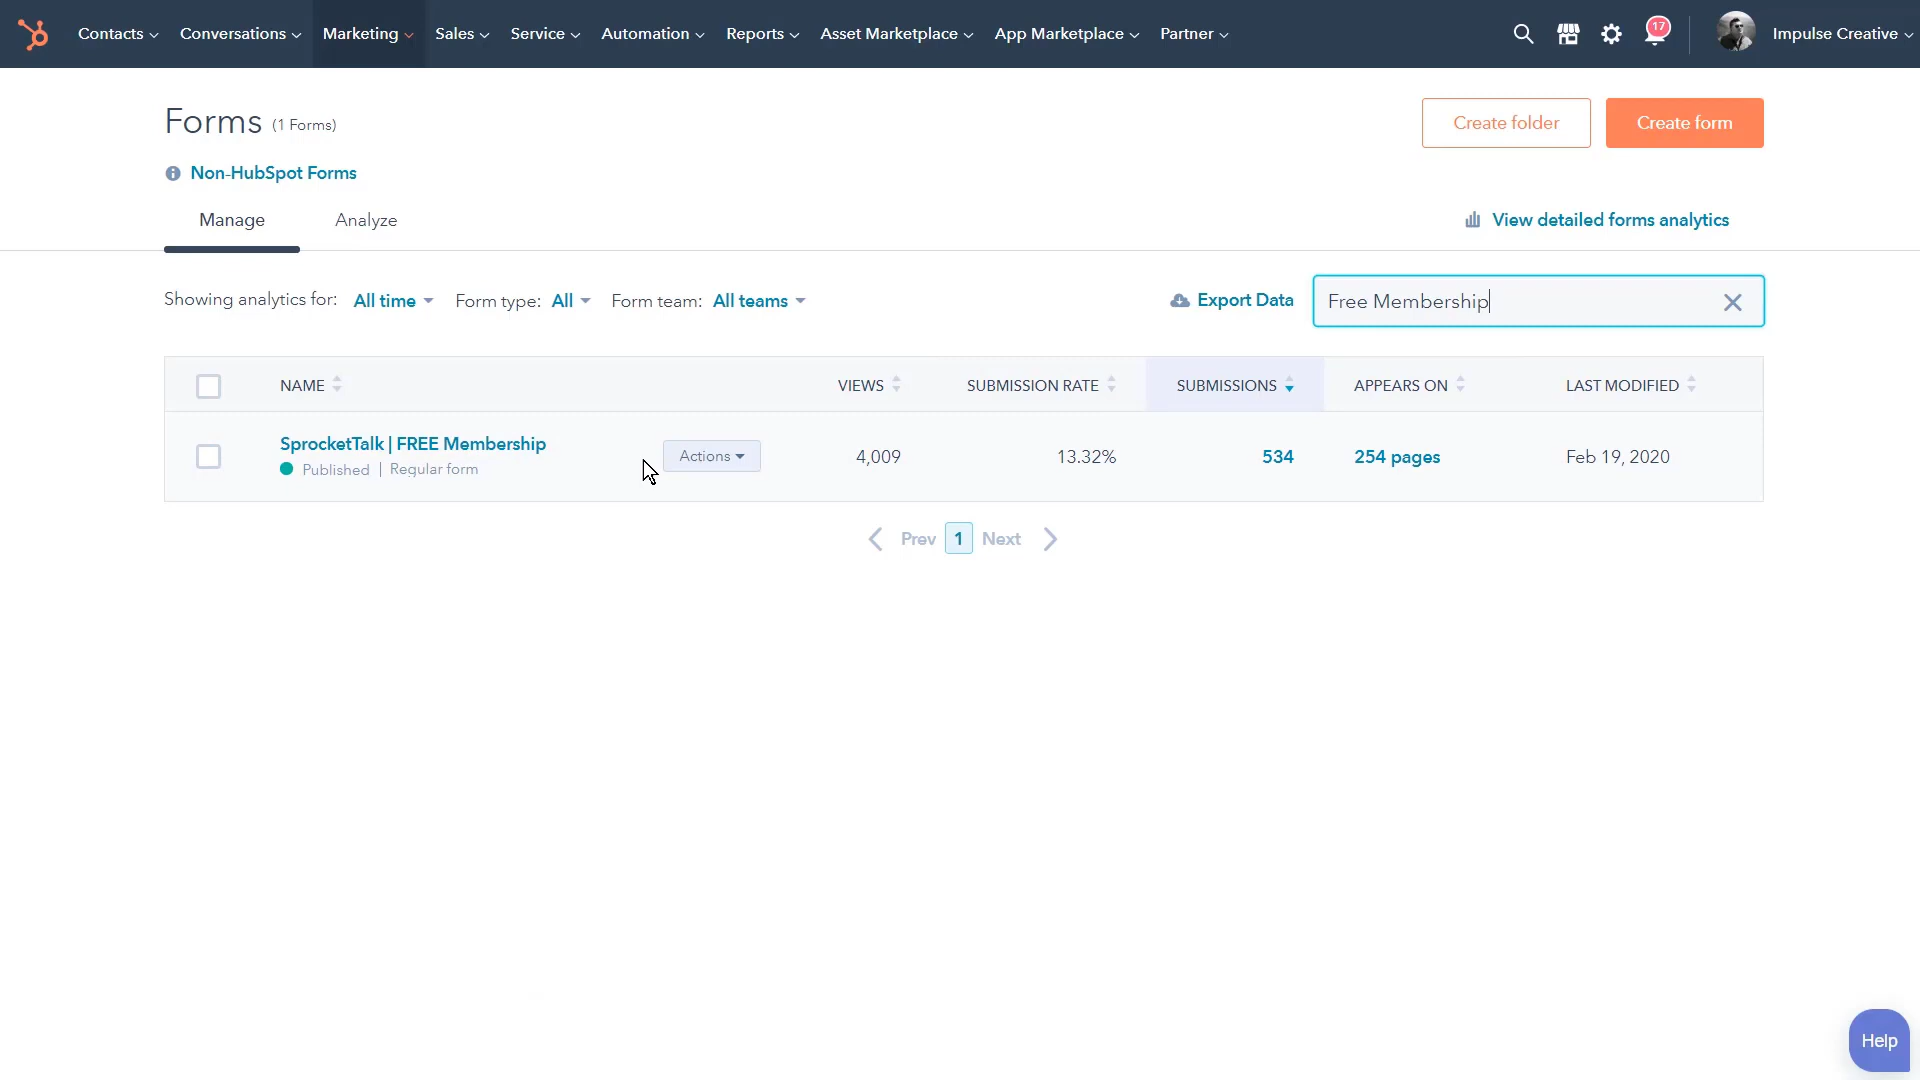 Contacts Conversations Marketing Sales Service Automation Reports Asset Marketplace App Marketplace Partner 17 Impulse Creative
Forms (1 Forms)
Create folder Create form
Non-HubSpot Forms
Manage Analyze View detailed forms analytics
Showing analytics for: All time Form type: All Form team: All teams Export Data Free Membership
NAME VIEWS SUBMISSION RATE SUBMISSIONS APPEARS ON LAST MODIFIED
SprocketTalk | FREE Membership
Published | Regular form
Actions 4,009 13.32% 534 254 pages Feb 19, 2020
Prev 1 Next
Help